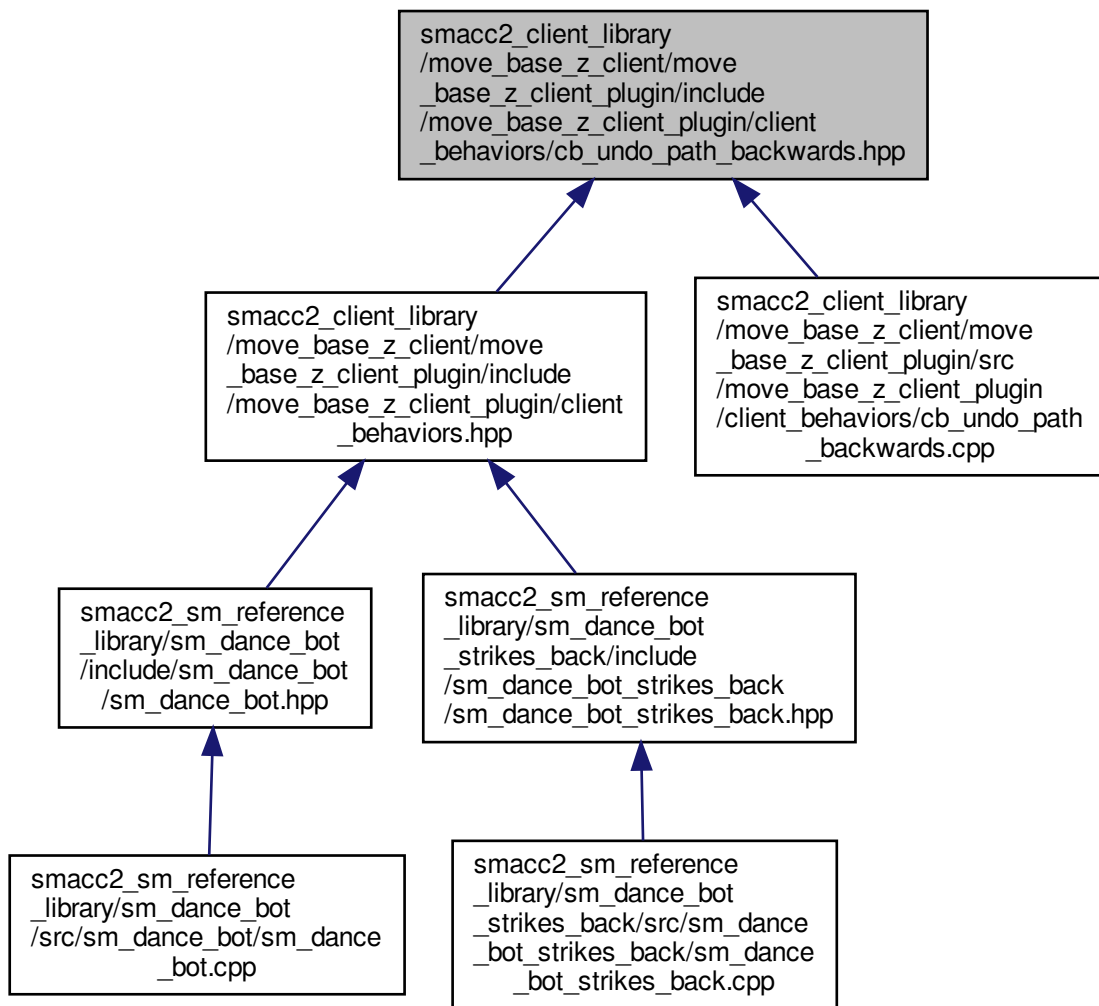 smacc2_client_library
/move_base_z_client/move
_base_z_client_plugin/include
/move_base_z_client_plugin/client
_behaviors/cb_undo_path_backwards.hpp
smacc2_client_library
/move_base_z_client/move
_base_z_client_plugin/include
/move_base_z_client_plugin/client
_behaviors.hpp
smacc2_client_library
/move_base_z_client/move
_base_z_client_plugin/src
/move_base_z_client_plugin
/client_behaviors/cb_undo_path
_backwards.cpp
smacc2_sm_reference
_library/sm_dance_bot
/include/sm_dance_bot
/sm_dance_bot.hpp
smacc2_sm_reference
_library/sm_dance_bot
_strikes_back/include
/sm_dance_bot_strikes_back
/sm_dance_bot_strikes_back.hpp
smacc2_sm_reference
_library/sm_dance_bot
/src/sm_dance_bot/sm_dance
_bot.cpp
smacc2_sm_reference
_library/sm_dance_bot
_strikes_back/src/sm_dance
_bot_strikes_back/sm_dance
_bot_strikes_back.cpp